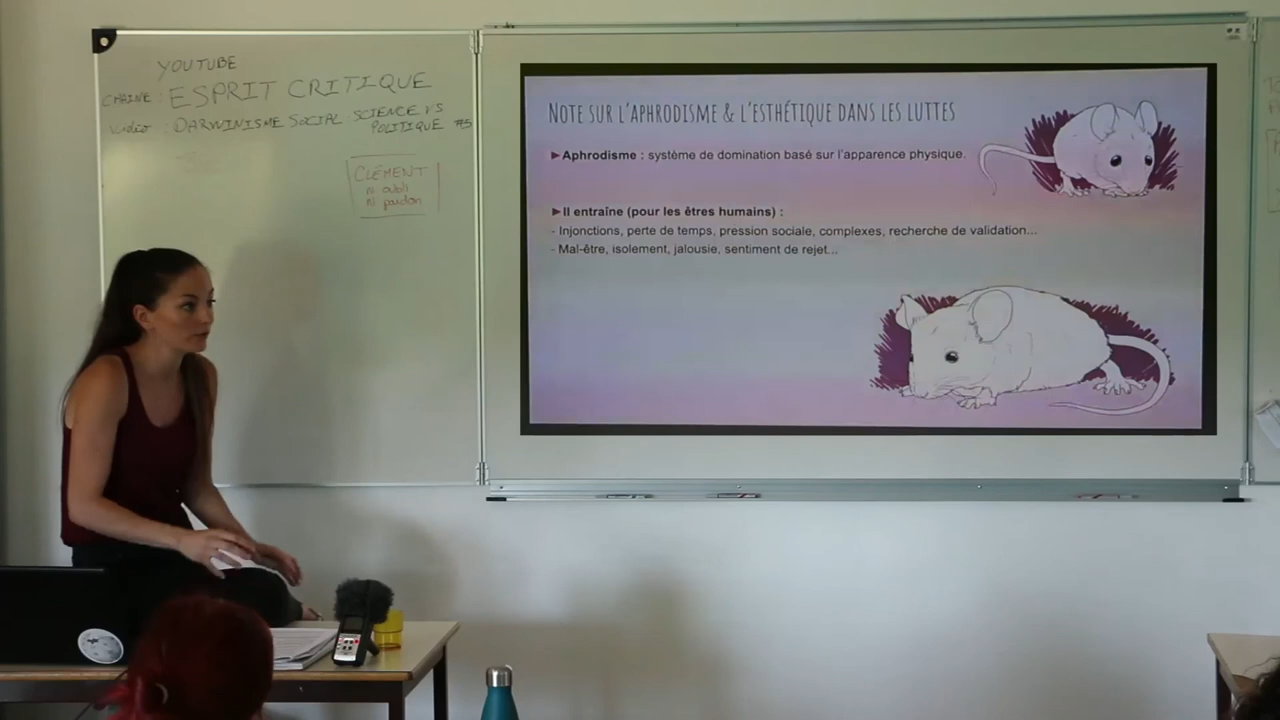 YOUTUBE
CHAINE : ESPRIT CRITIQUE
Vidéo : DARWINISME SOCIAL : SCIENCE VS
POLITIQUE #5
CLÉMENT
ni oubli
ni pardon
NOTE SUR L'APHRODISME & L'ESTHÉTIQUE DANS LES LUTTES
►Aphrodisme : système de domination basé sur l'apparence physique.
►Il entraîne (pour les êtres humains) :
- Injonctions, perte de temps, pression sociale, complexes, recherche de validation...
- Mal-être, isolement, jalousie, sentiment de rejet...